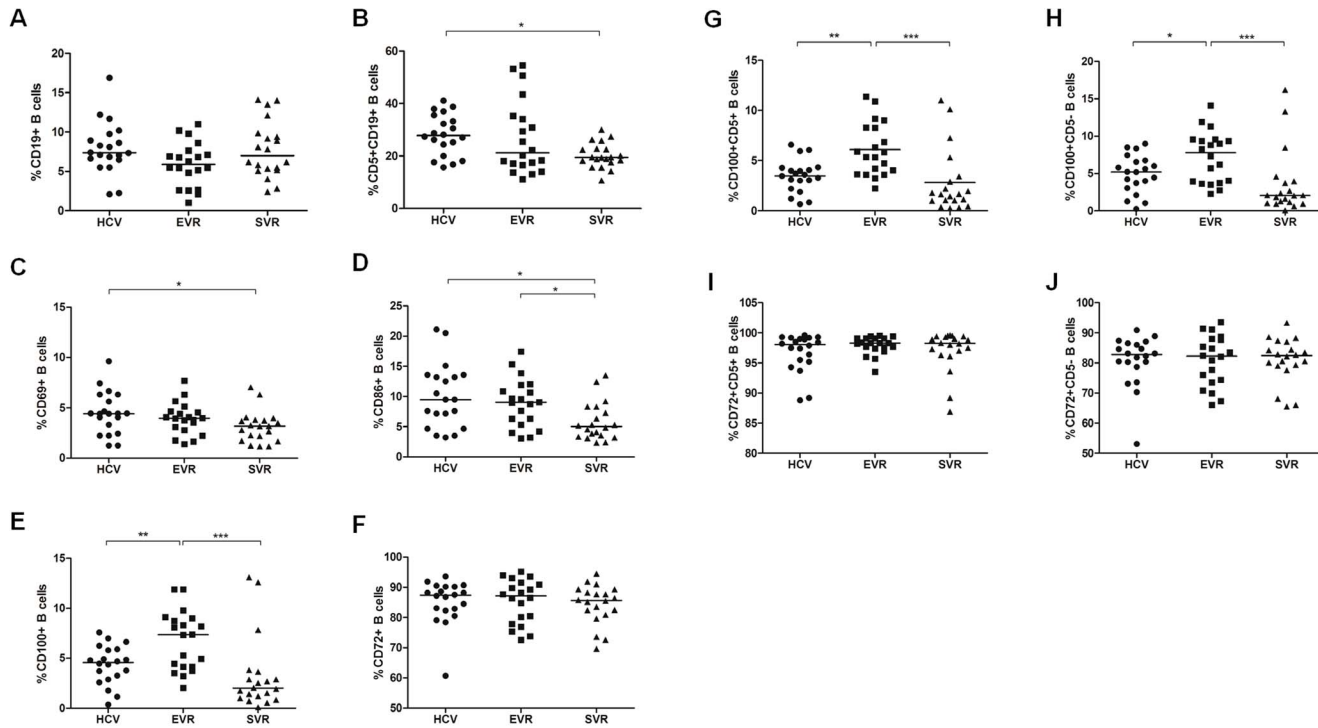 A
% CD19+ B cells
20
15
10
5
0
HCV EVR SVR
B
*
% CD5+CD19+ B cells
60
40
20
0
HCV EVR SVR
C
*
% CD69+ B cells
15
10
5
0
HCV EVR SVR
D
*
*
% CD86+ B cells
25
20
15
10
5
0
HCV EVR SVR
E
** ***
% CD100+ B cells
15
10
5
0
HCV EVR SVR
F
% CD72+ B cells
100
90
80
70
60
50
HCV EVR SVR
G
** ***
% CD100+CD5+ B cells
15
10
5
0
HCV EVR SVR
H
* ***
% CD100+CD5- B cells
20
15
10
5
0
HCV EVR SVR
I
% CD72+CD5+ B cells
105
100
95
90
85
80
HCV EVR SVR
J
% CD72+CD5- B cells
100
90
80
70
60
50
HCV EVR SVR